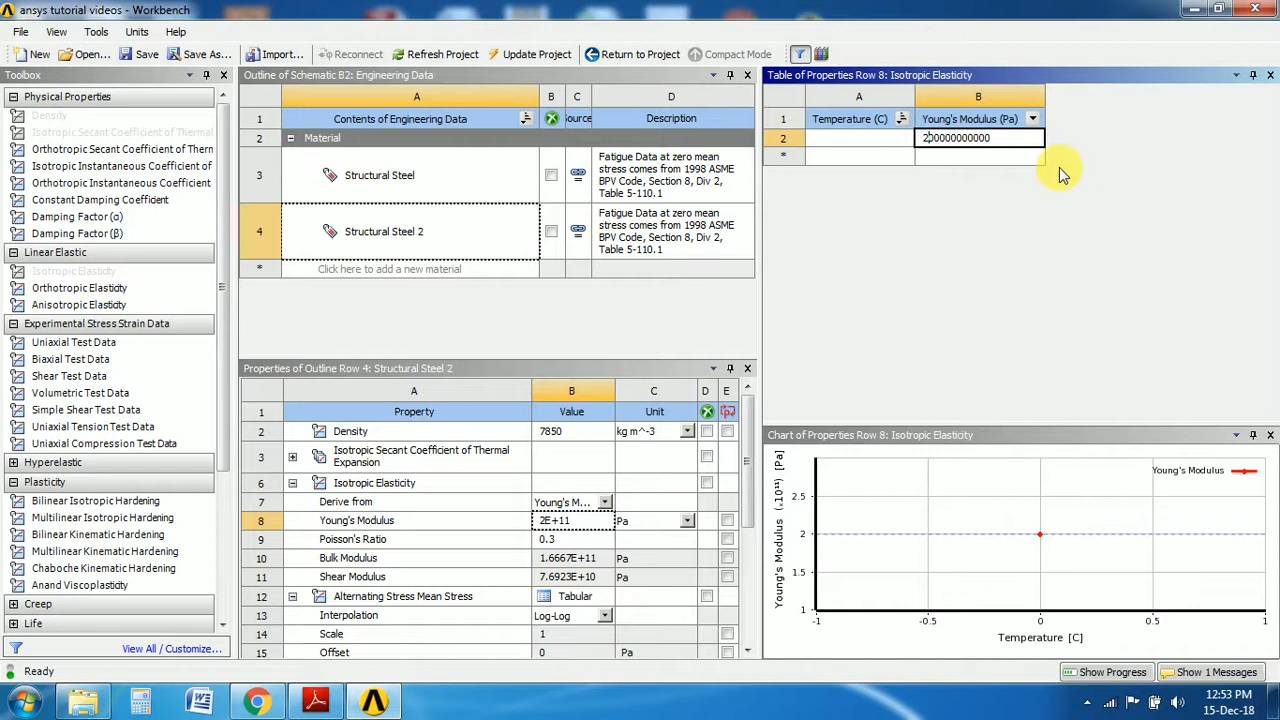 ansys tutorial videos - Workbench
File View Tools Units Help
New Open... Save Save As... Import... Reconnect Refresh Project Update Project Return to Project Compact Mode
Toolbox
Physical Properties
Density
Isotropic Secant Coefficient of Thermal
Orthotropic Secant Coefficient of Therm
Isotropic Instantaneous Coefficient of
Orthotropic Instantaneous Coefficient
Constant Damping Coefficient
Damping Factor (α)
Damping Factor (β)
Linear Elastic
Isotropic Elasticity
Orthotropic Elasticity
Anisotropic Elasticity
Experimental Stress Strain Data
Uniaxial Test Data
Biaxial Test Data
Shear Test Data
Volumetric Test Data
Simple Shear Test Data
Uniaxial Tension Test Data
Uniaxial Compression Test Data
Hyperelastic
Plasticity
Bilinear Isotropic Hardening
Multilinear Isotropic Hardening
Bilinear Kinematic Hardening
Multilinear Kinematic Hardening
Chaboche Kinematic Hardening
Anand Viscoplasticity
Creep
Life
View All / Customize...
Outline of Schematic B2: Engineering Data
A B C D
1 Contents of Engineering Data ource Description
2 Material
3 Structural Steel
Fatigue Data at zero mean
stress comes from 1998 ASME
BPV Code, Section 8, Div 2,
Table 5-110.1
4 Structural Steel 2
Fatigue Data at zero mean
stress comes from 1998 ASME
BPV Code, Section 8, Div 2,
Table 5-110.1
* Click here to add a new material
Properties of Outline Row 4: Structural Steel 2
A B C D E
1 Property Value Unit
2 Density 7850 kg m^-3
3 Isotropic Secant Coefficient of Thermal
Expansion
6 Isotropic Elasticity
7 Derive from Young's M...
8 Young's Modulus 2E+11 Pa
9 Poisson's Ratio 0.3
10 Bulk Modulus 1.6667E+11 Pa
11 Shear Modulus 7.6923E+10 Pa
12 Alternating Stress Mean Stress Tabular
13 Interpolation Log-Log
14 Scale 1
15 Offset 0 Pa
Table of Properties Row 8: Isotropic Elasticity
A B
1 Temperature (C) Young's Modulus (Pa)
2 20000000000
*
Chart of Properties Row 8: Isotropic Elasticity
Young's Modulus (x10¹¹) [Pa]
Young's Modulus
2.5
2
1.5
1
-1 -0.5 0 0.5 1
Temperature [C]
Ready
Show Progress Show 1 Messages
12:53 PM
15-Dec-18